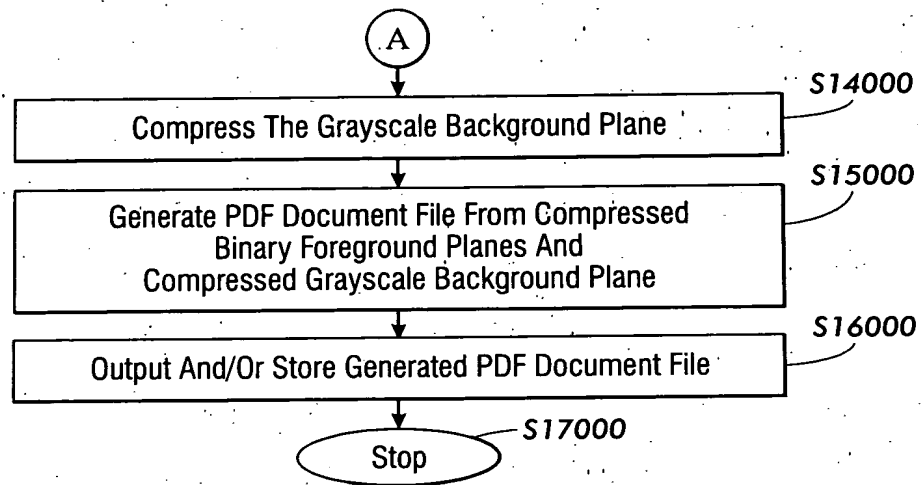 A
S14000
Compress The Grayscale Background Plane
S15000
Generate PDF Document File From Compressed
Binary Foreground Planes And
Compressed Grayscale Background Plane
S16000
Output And/Or Store Generated PDF Document File
S17000
Stop